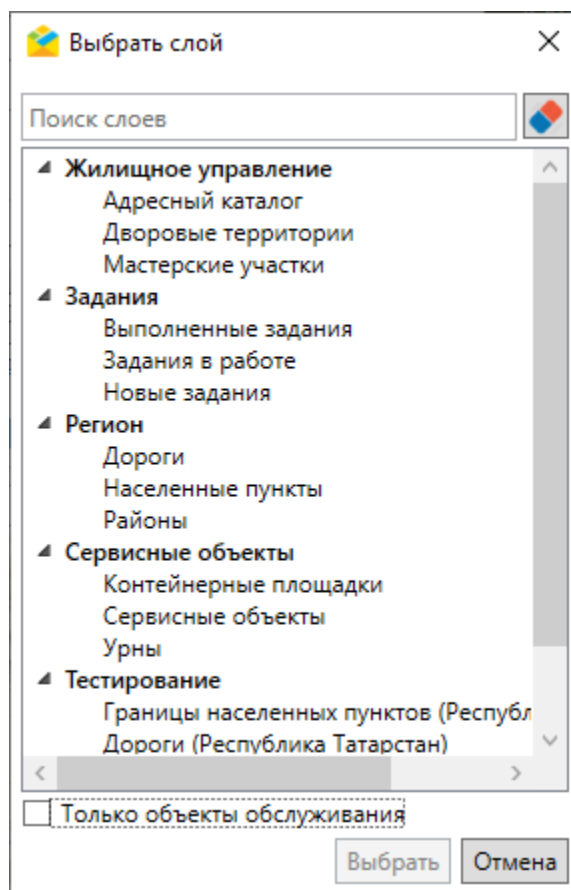 Выбрать слой
Поиск слоев
Жилищное управление
Адресный каталог
Дворовые территории
Мастерские участки
Задания
Выполненные задания
Задания в работе
Новые задания
Регион
Дороги
Населенные пункты
Районы
Сервисные объекты
Контейнерные площадки
Сервисные объекты
Урны
Тестирование
Границы населенных пунктов (Республ
Дороги (Республика Татарстан)
Только объекты обслуживания
Выбрать Отмена